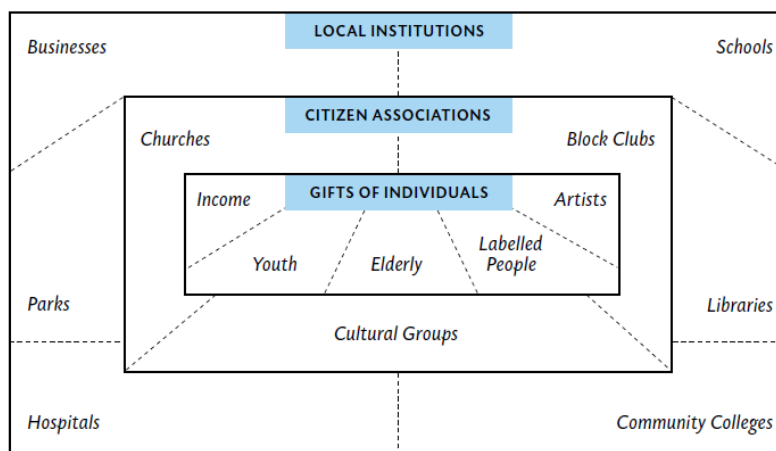 LOCAL INSTITUTIONS
Businesses
Schools
CITIZEN ASSOCIATIONS
Churches
Block Clubs
GIFTS OF INDIVIDUALS
Income
Artists
Youth
Elderly
Labelled
People
Parks
Libraries
Cultural Groups
Hospitals
Community Colleges